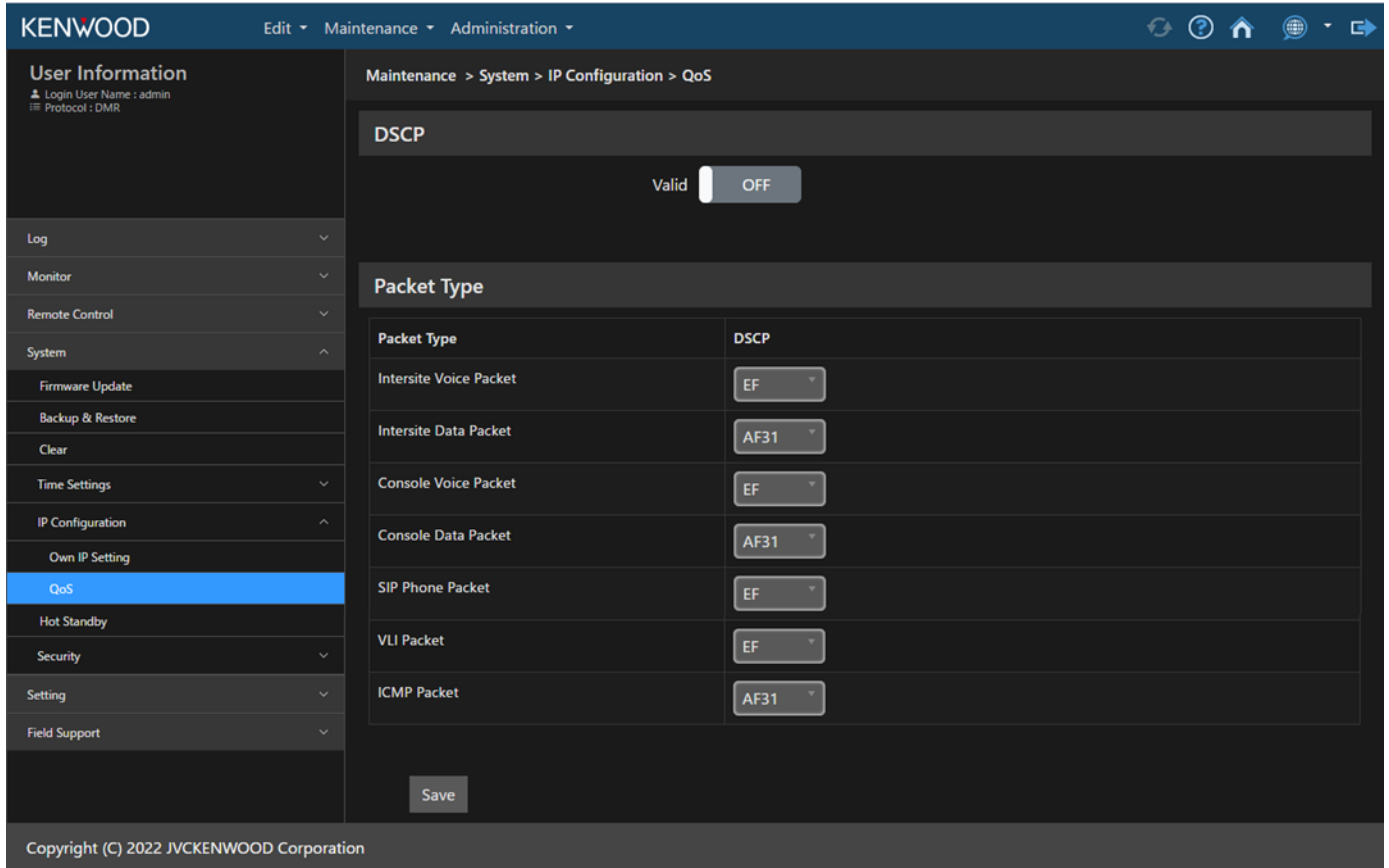 KENWOOD Edit Maintenance Administration
User Information
Login User Name : admin
Protocol : DMR
Log
Monitor
Remote Control
System
Firmware Update
Backup & Restore
Clear
Time Settings
IP Configuration
Own IP Setting
QoS
Hot Standby
Security
Setting
Field Support
Maintenance > System > IP Configuration > QoS
DSCP
Valid OFF
Packet Type
Packet Type DSCP
Intersite Voice Packet EF
Intersite Data Packet AF31
Console Voice Packet EF
Console Data Packet AF31
SIP Phone Packet EF
VLI Packet EF
ICMP Packet AF31
Save
Copyright (C) 2022 JVCKENWOOD Corporation